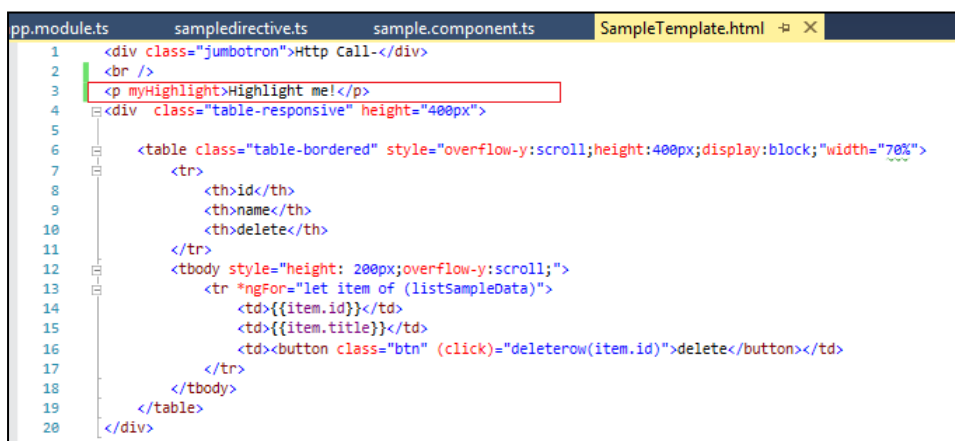 pp.module.ts sampledirective.ts sample.component.ts SampleTemplate.html
1 <div class="jumbotron">Http Call-</div>
2 <br />
3 <p myHighlight>Highlight me!</p>
4 <div  class="table-responsive" height="400px">
5
6 <table class="table-bordered" style="overflow-y:scroll;height:400px;display:block;"width="70%">
7 <tr>
8 <th>id</th>
9 <th>name</th>
10 <th>delete</th>
11 </tr>
12 <tbody style="height: 200px;overflow-y:scroll;">
13 <tr *ngFor="let item of (listSampleData)">
14 <td>{{item.id}}</td>
15 <td>{{item.title}}</td>
16 <td><button class="btn" (click)="deleterow(item.id)">delete</button></td>
17 </tr>
18 </tbody>
19 </table>
20 </div>